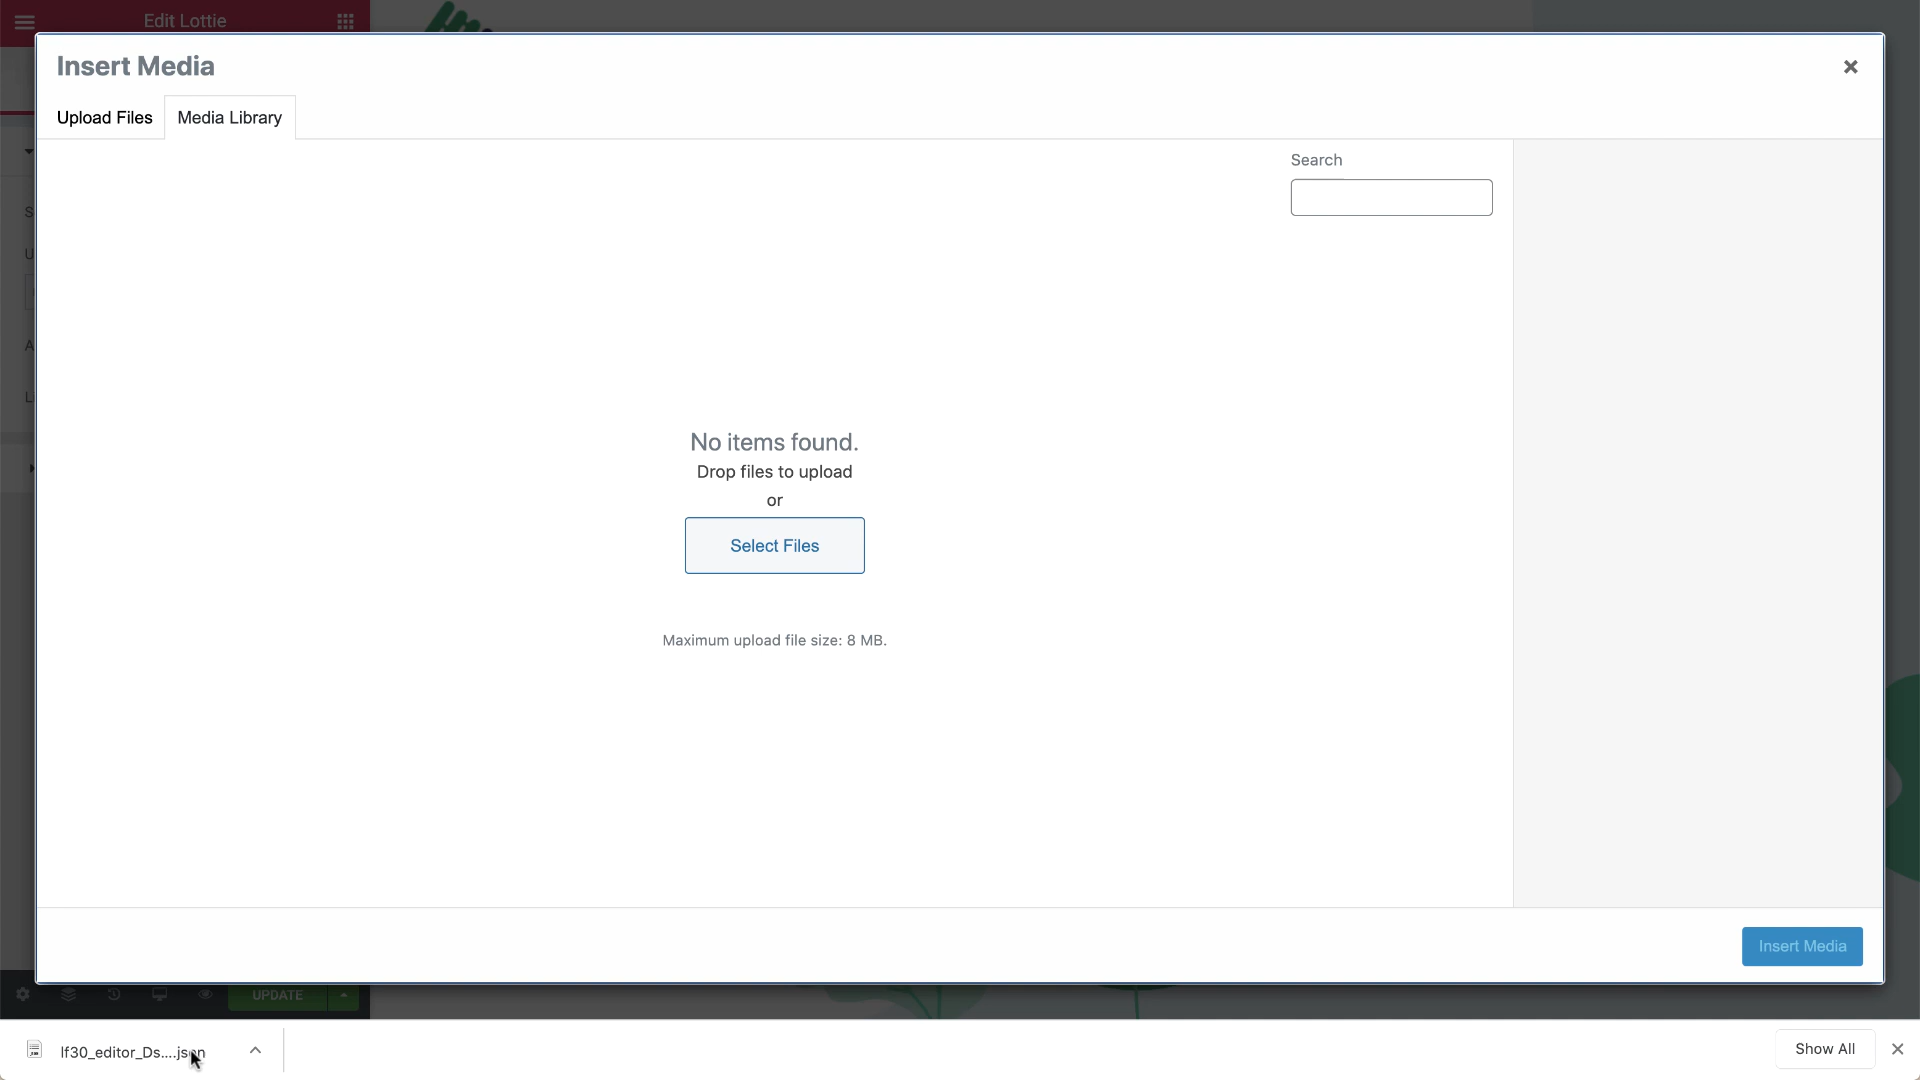 Edit Lottie
Insert Media
Upload Files
Media Library
Search
No items found.
Drop files to upload
or
Select Files
Maximum upload file size: 8 MB.
Insert Media
UPDATE
lf30_editor_Ds....json
Show All